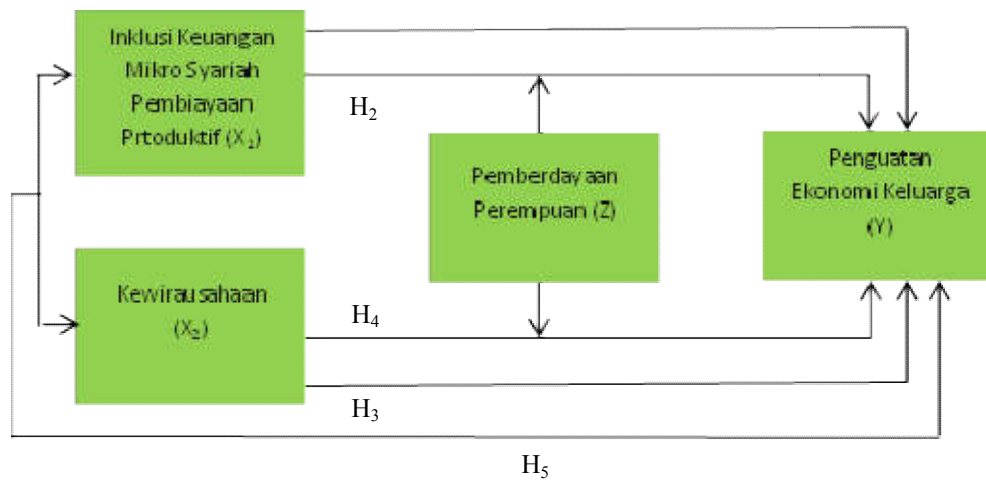 Inklusi Keuangan
Mikro Syariah
Pembiayaan
Prtoduktif (X₁)
H₂
Pemberdayaan
Perempuan (Z)
Penguatan
Ekonomi Keluarga
(Y)
Kewirausahaan
(X₂)
H₄
H₃
H₅